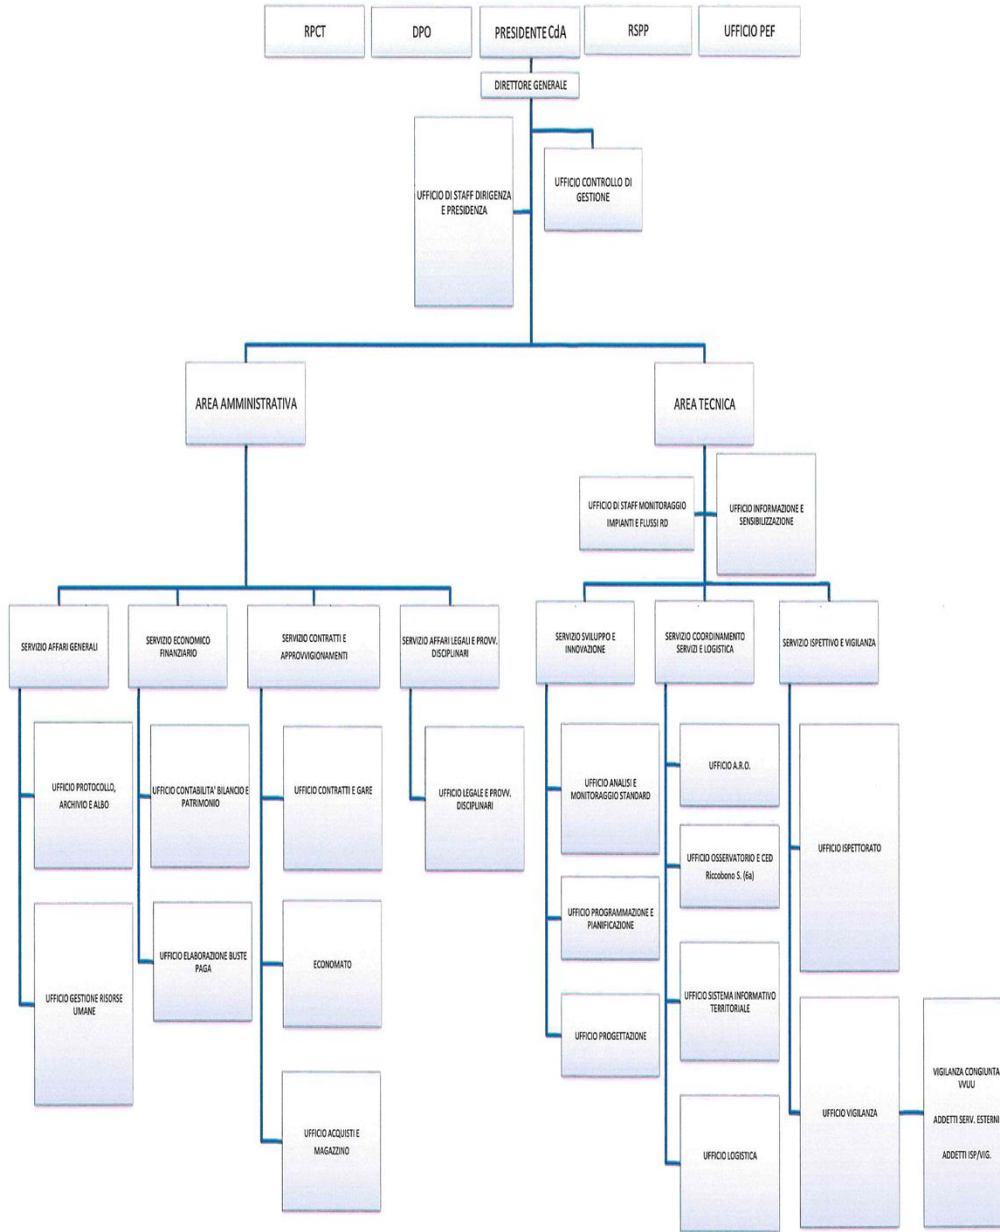 RPCT
DPO
PRESIDENTE CdA
RSPP
UFFICIO PEF
DIRETTORE GENERALE
UFFICIO DI STAFF DIRIGENZA
E PRESIDENZA
UFFICIO CONTROLLO DI
GESTIONE
AREA AMMINISTRATIVA
AREA TECNICA
UFFICIO DI STAFF MONITORAGGIO
IMPIANTI E FLUSSI RD
UFFICIO INFORMAZIONE E
SENSIBILIZZAZIONE
SERVIZIO AFFARI GENERALI
SERVIZIO ECONOMICO
FINANZIARIO
SERVIZIO CONTRATTI E
APPROVVIGIONAMENTI
SERVIZIO AFFARI LEGALI E PROVV.
DISCIPLINARI
SERVIZIO SVILUPPO E
INNOVAZIONE
SERVIZIO COORDINAMENTO
SERVIZI E LOGISTICA
SERVIZIO ISPETTIVO E VIGILANZA
UFFICIO PROTOCOLLO,
ARCHIVIO E ALBO
UFFICIO GESTIONE RISORSE
UMANE
UFFICIO CONTABILITA' BILANCIO E
PATRIMONIO
UFFICIO ELABORAZIONE BUSTE
PAGA
UFFICIO CONTRATTI E GARE
ECONOMATO
UFFICIO ACQUISTI E
MAGAZZINO
UFFICIO LEGALE E PROVV.
DISCIPLINARI
UFFICIO ANALISI E
MONITORAGGIO STANDARD
UFFICIO PROGRAMMAZIONE E
PIANIFICAZIONE
UFFICIO PROGETTAZIONE
UFFICIO A.R.O.
UFFICIO OSSERVATORIO E CED
Riccobono S. (6a)
UFFICIO SISTEMA INFORMATIVO
TERRITORIALE
UFFICIO LOGISTICA
UFFICIO ISPETTORATO
UFFICIO VIGILANZA
VIGILANZA CONGIUNTA
VVUU
ADDETTI SERV. ESTERNI
ADDETTI ISP/VIG.